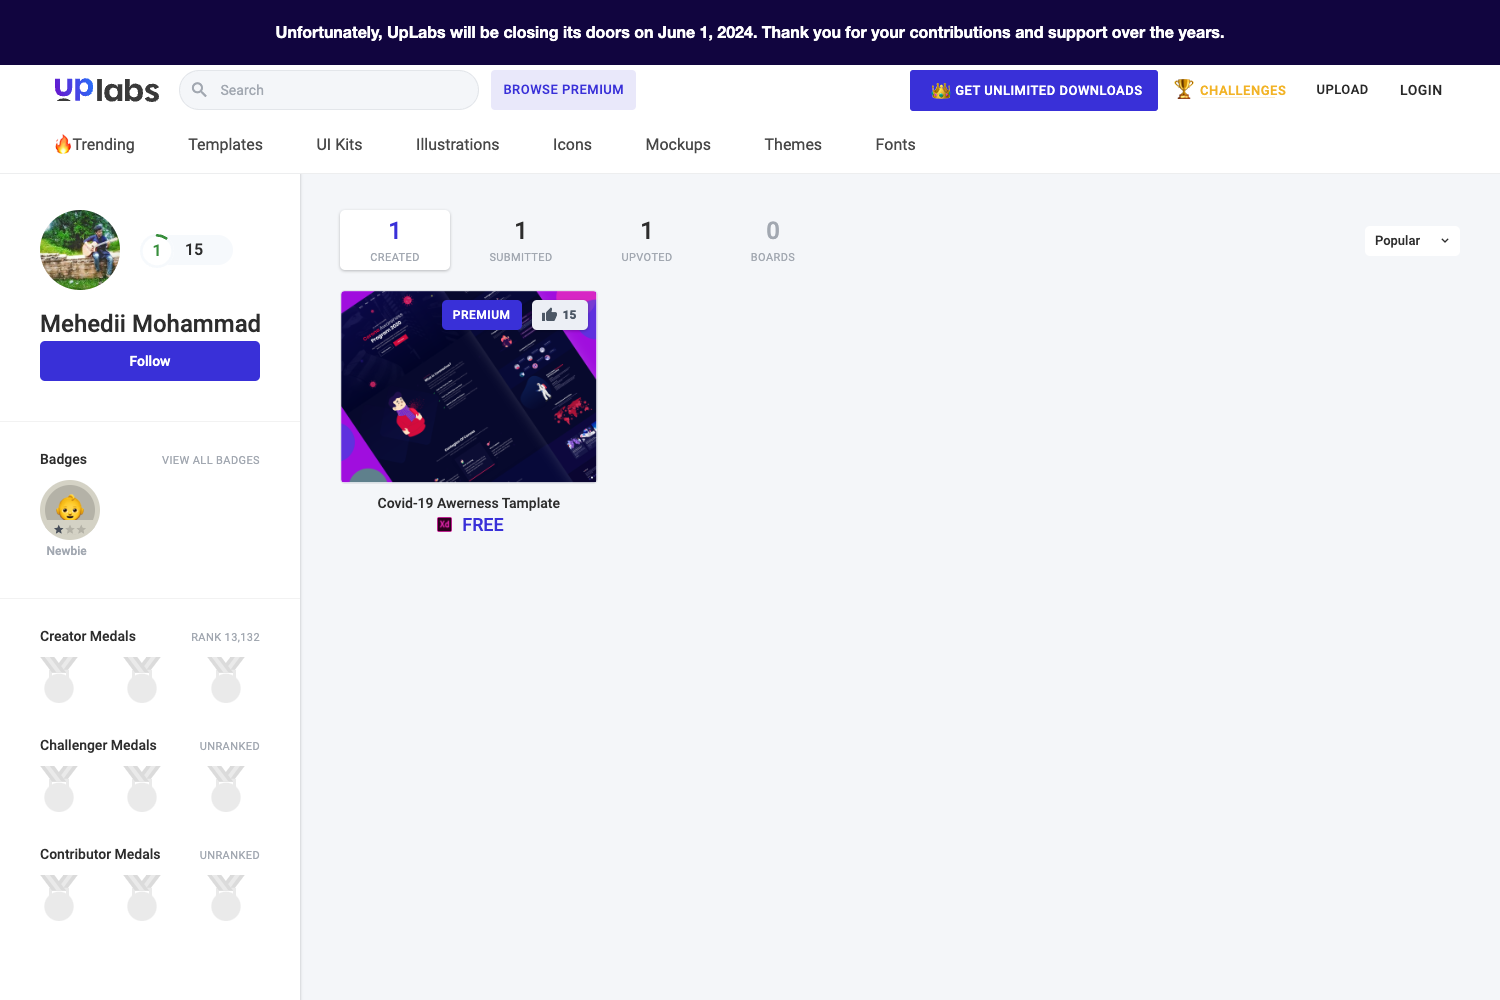 Unfortunately, UpLabs will be closing its doors on June 1, 2024. Thank you for your contributions and support over the years.
uplabs
Search
BROWSE PREMIUM
GET UNLIMITED DOWNLOADS
CHALLENGES
UPLOAD
LOGIN
Trending
Templates
UI Kits
Illustrations
Icons
Mockups
Themes
Fonts
1
15
Mehedii Mohammad
Follow
Badges
VIEW ALL BADGES
Newbie
Creator Medals
RANK 13,132
Challenger Medals
UNRANKED
Contributor Medals
UNRANKED
1
CREATED
1
SUBMITTED
1
UPVOTED
0
BOARDS
Popular
PREMIUM
15
Covid-19 Awerness Tamplate
Xd
FREE